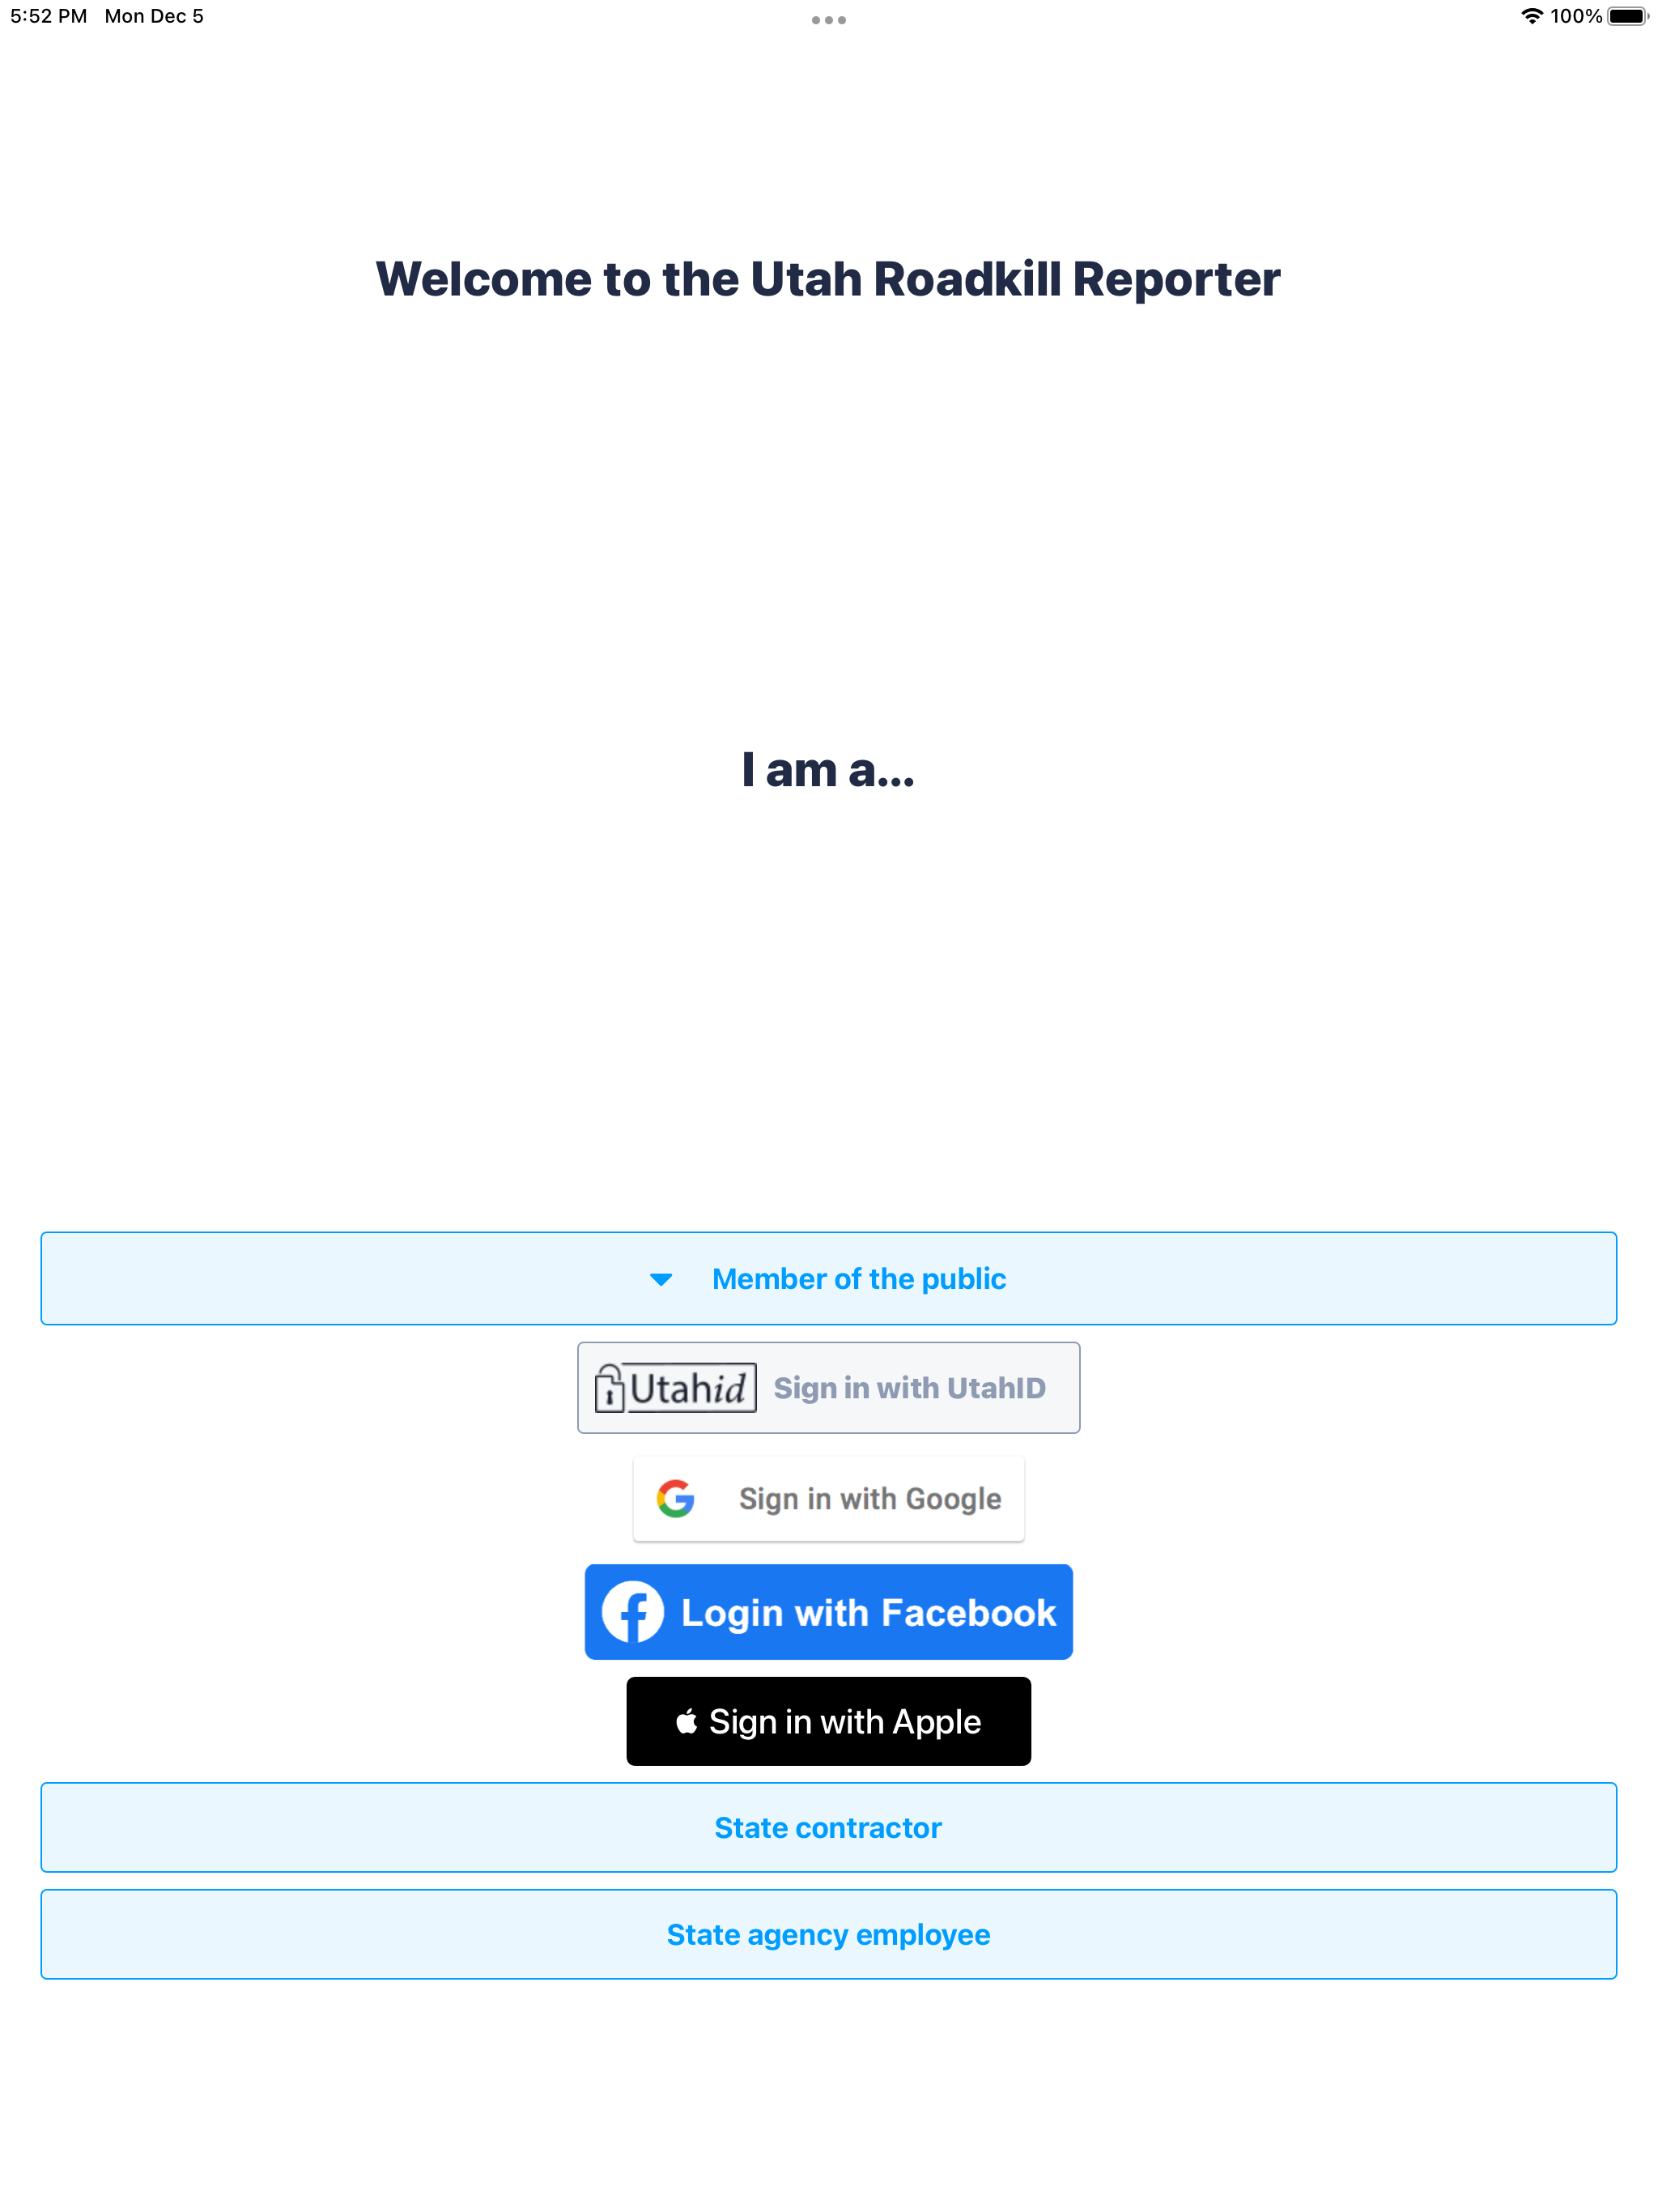 5:52 PM Mon Dec 5 100%
Welcome to the Utah Roadkill Reporter
I am a...
Member of the public
Utahid Sign in with UtahID
Sign in with Google
Login with Facebook
Sign in with Apple
State contractor
State agency employee